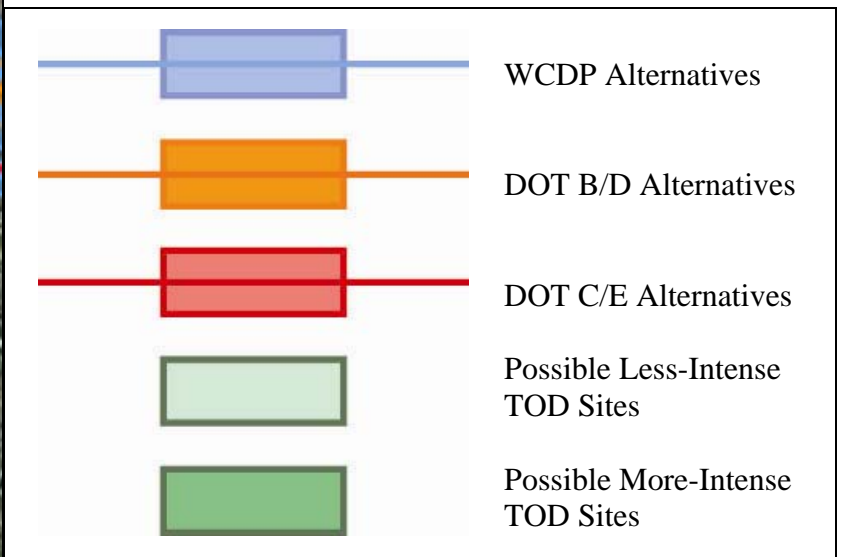 WCDP Alternatives
DOT B/D Alternatives
DOT C/E Alternatives
Possible Less-Intense
TOD Sites
Possible More-Intense
TOD Sites